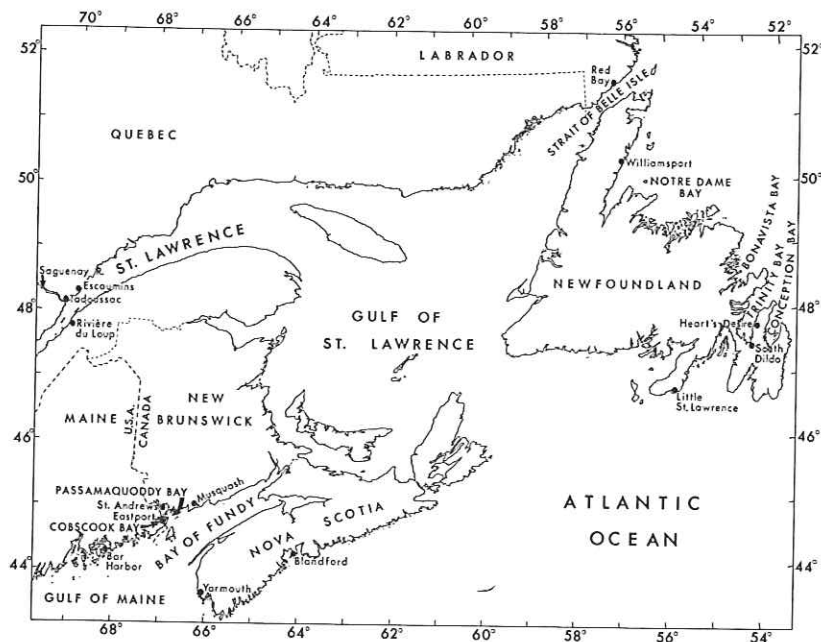 70° 68° 66° 64° 62° 60° 58° 56° 54° 52°
52°
50°
48°
46°
44°
52°
50°
48°
46°
44°
LABRADOR
Red
Bay
STRAIT OF BELLE ISLE
QUEBEC
Williamsport
NOTRE DAME
BAY
BONAVISTA BAY
TRINITY BAY
CONCEPTION BAY
ST. LAWRENCE
Saguenay
Escoumins
Tadoussac
Rivière
du Loup
NEWFOUNDLAND
GULF OF
ST. LAWRENCE
Heart's Desire
South
Dildo
Little
St. Lawrence
NEW
BRUNSWICK
MAINE
U.S.A.
CANADA
PASSAMAQUODDY BAY
Musquash
St. Andrews
Eastport
COBSCOOK BAY
BAY OF FUNDY
NOVA SCOTIA
ATLANTIC
OCEAN
Bar
Harbor
Blandford
Yarmouth
GULF OF MAINE
68° 66° 64° 62° 60° 58° 56° 54°